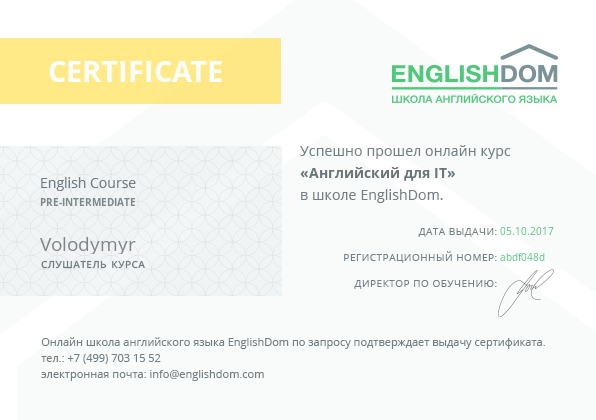 CERTIFICATE
ENGLISHDOM
ШКОЛА АНГЛИЙСКОГО ЯЗЫКА
English Course
PRE-INTERMEDIATE
Volodymyr
СЛУШАТЕЛЬ КУРСА
Успешно прошел онлайн курс
«Английский для IT»
в школе EnglishDom.
ДАТА ВЫДАЧИ: 05.10.2017
РЕГИСТРАЦИОННЫЙ НОМЕР: abdf048d
ДИРЕКТОР ПО ОБУЧЕНИЮ:
Онлайн школа английского языка EnglishDom по запросу подтверждает выдачу сертификата.
тел.: +7 (499) 703 15 52
электронная почта: info@englishdom.com